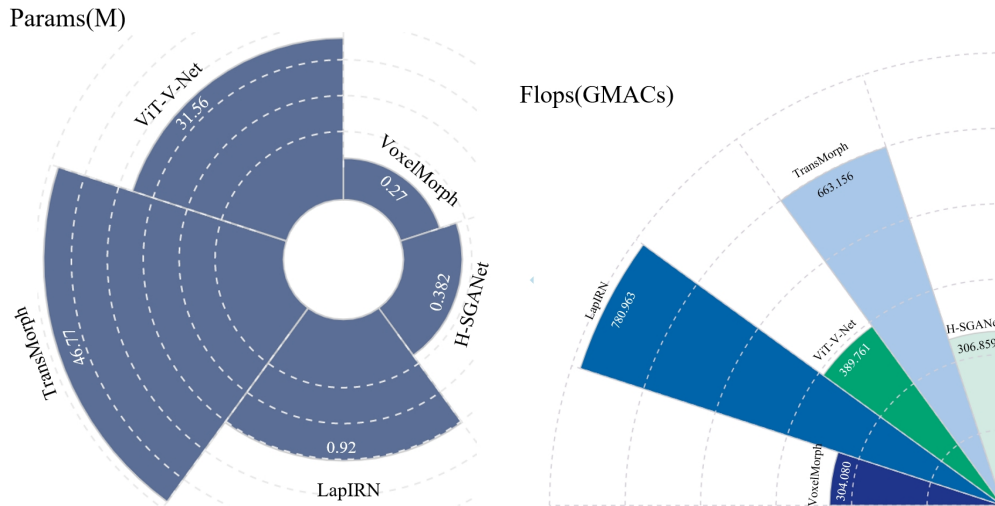 Params(M)
ViT-V-Net
31.56
VoxelMorph
0.27
H-SGANet
0.382
TransMorph
46.77
0.92
LapIRN
Flops(GMACs)
TransMorph
663.156
LapIRN
780.963
ViT-V-Net
389.761
H-SGANe
306.859
VoxelMorph
304.080